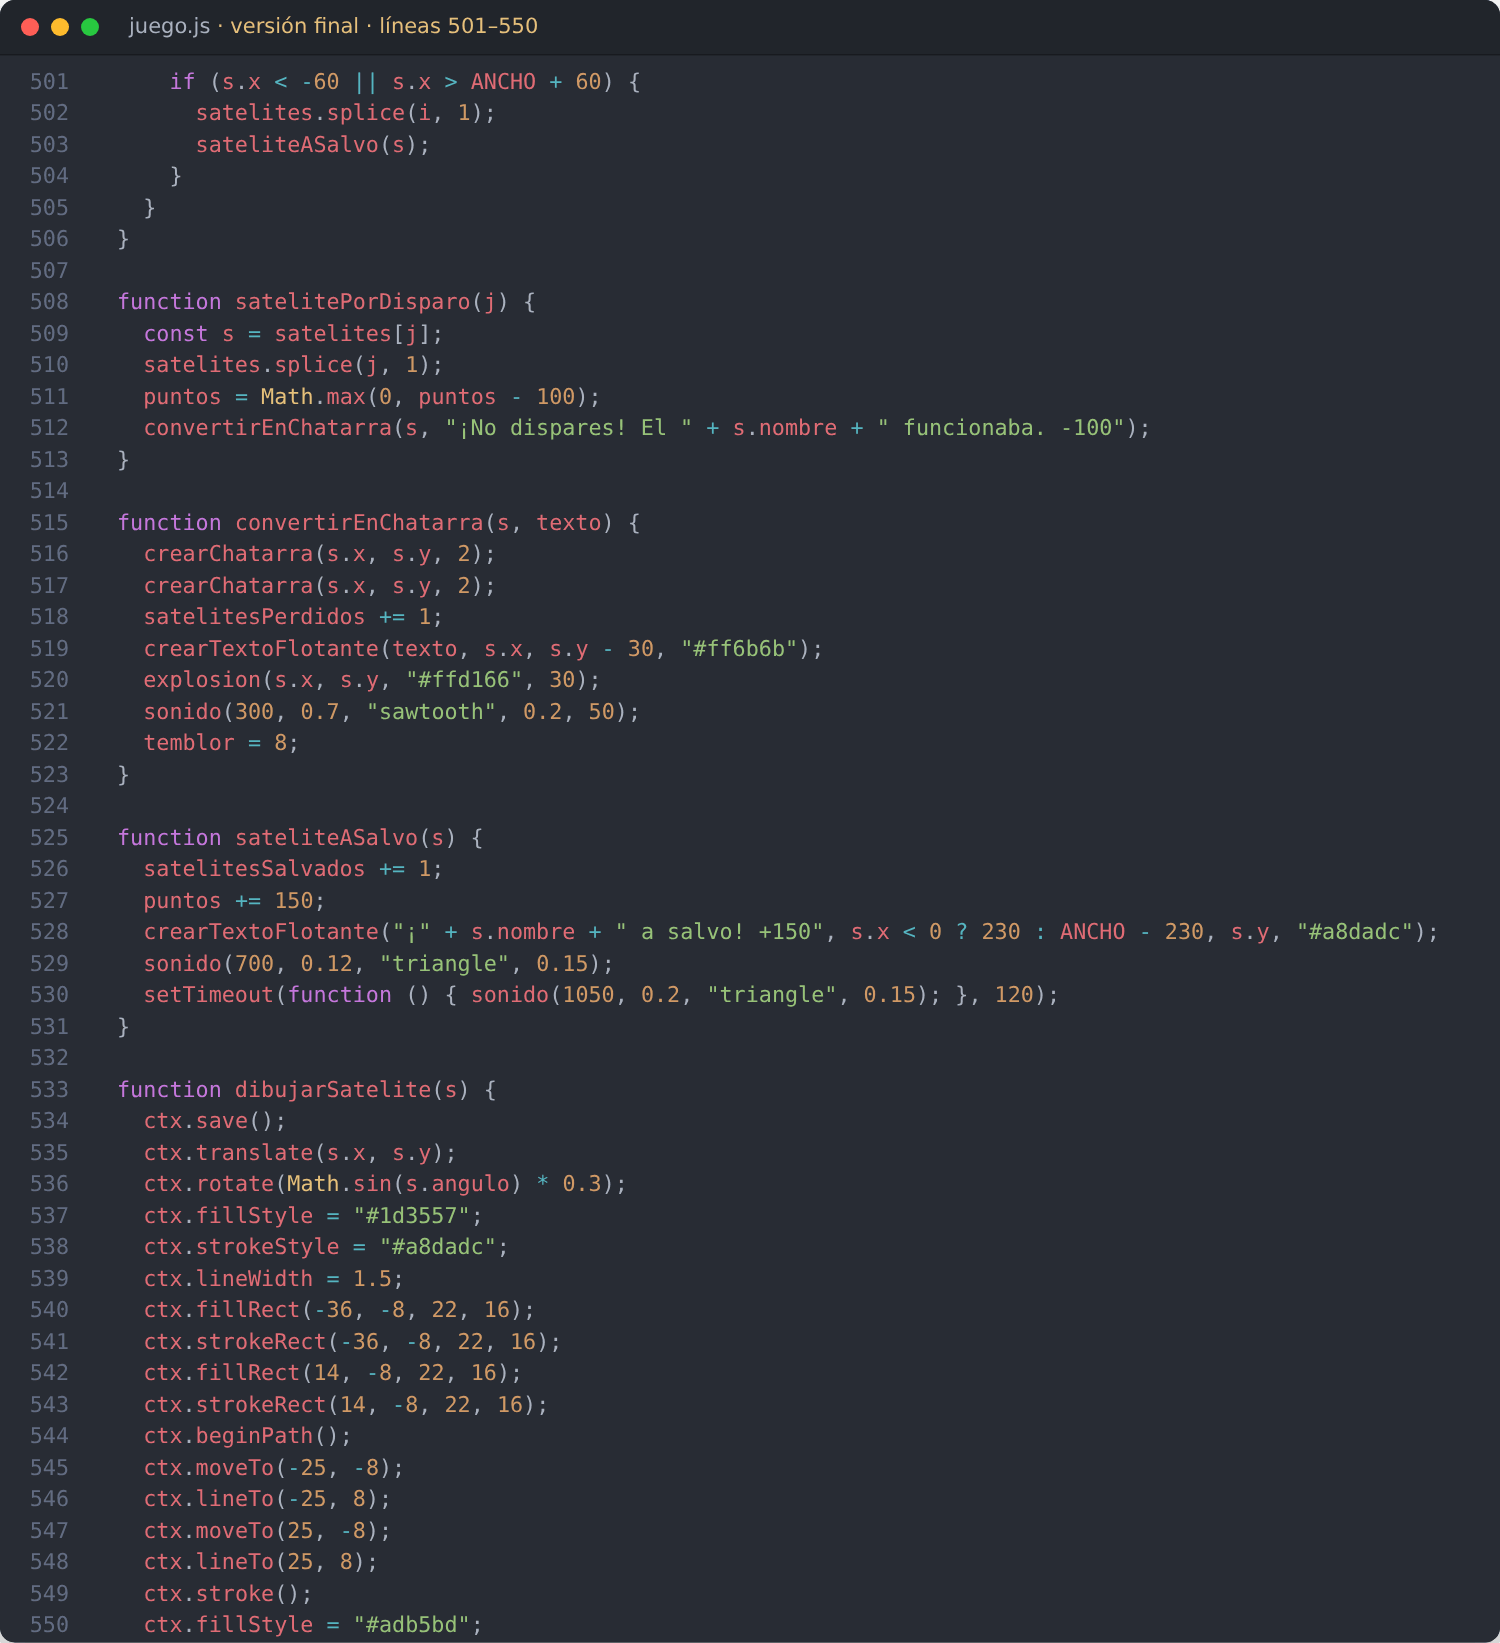 juego.js · versión final · líneas 501–550
501 if (s.x < -60 || s.x > ANCHO + 60) {
502 satelites.splice(i, 1);
503 sateliteASalvo(s);
504 }
505 }
506 }
507
508 function satelitePorDisparo(j) {
509 const s = satelites[j];
510 satelites.splice(j, 1);
511 puntos = Math.max(0, puntos - 100);
512 convertirEnChatarra(s, "¡No dispares! El " + s.nombre + " funcionaba. -100");
513 }
514
515 function convertirEnChatarra(s, texto) {
516 crearChatarra(s.x, s.y, 2);
517 crearChatarra(s.x, s.y, 2);
518 satelitesPerdidos += 1;
519 crearTextoFlotante(texto, s.x, s.y - 30, "#ff6b6b");
520 explosion(s.x, s.y, "#ffd166", 30);
521 sonido(300, 0.7, "sawtooth", 0.2, 50);
522 temblor = 8;
523 }
524
525 function sateliteASalvo(s) {
526 satelitesSalvados += 1;
527 puntos += 150;
528 crearTextoFlotante("¡" + s.nombre + " a salvo! +150", s.x < 0 ? 230 : ANCHO - 230, s.y, "#a8dadc");
529 sonido(700, 0.12, "triangle", 0.15);
530 setTimeout(function () { sonido(1050, 0.2, "triangle", 0.15); }, 120);
531 }
532
533 function dibujarSatelite(s) {
534 ctx.save();
535 ctx.translate(s.x, s.y);
536 ctx.rotate(Math.sin(s.angulo) * 0.3);
537 ctx.fillStyle = "#1d3557";
538 ctx.strokeStyle = "#a8dadc";
539 ctx.lineWidth = 1.5;
540 ctx.fillRect(-36, -8, 22, 16);
541 ctx.strokeRect(-36, -8, 22, 16);
542 ctx.fillRect(14, -8, 22, 16);
543 ctx.strokeRect(14, -8, 22, 16);
544 ctx.beginPath();
545 ctx.moveTo(-25, -8);
546 ctx.lineTo(-25, 8);
547 ctx.moveTo(25, -8);
548 ctx.lineTo(25, 8);
549 ctx.stroke();
550 ctx.fillStyle = "#adb5bd";